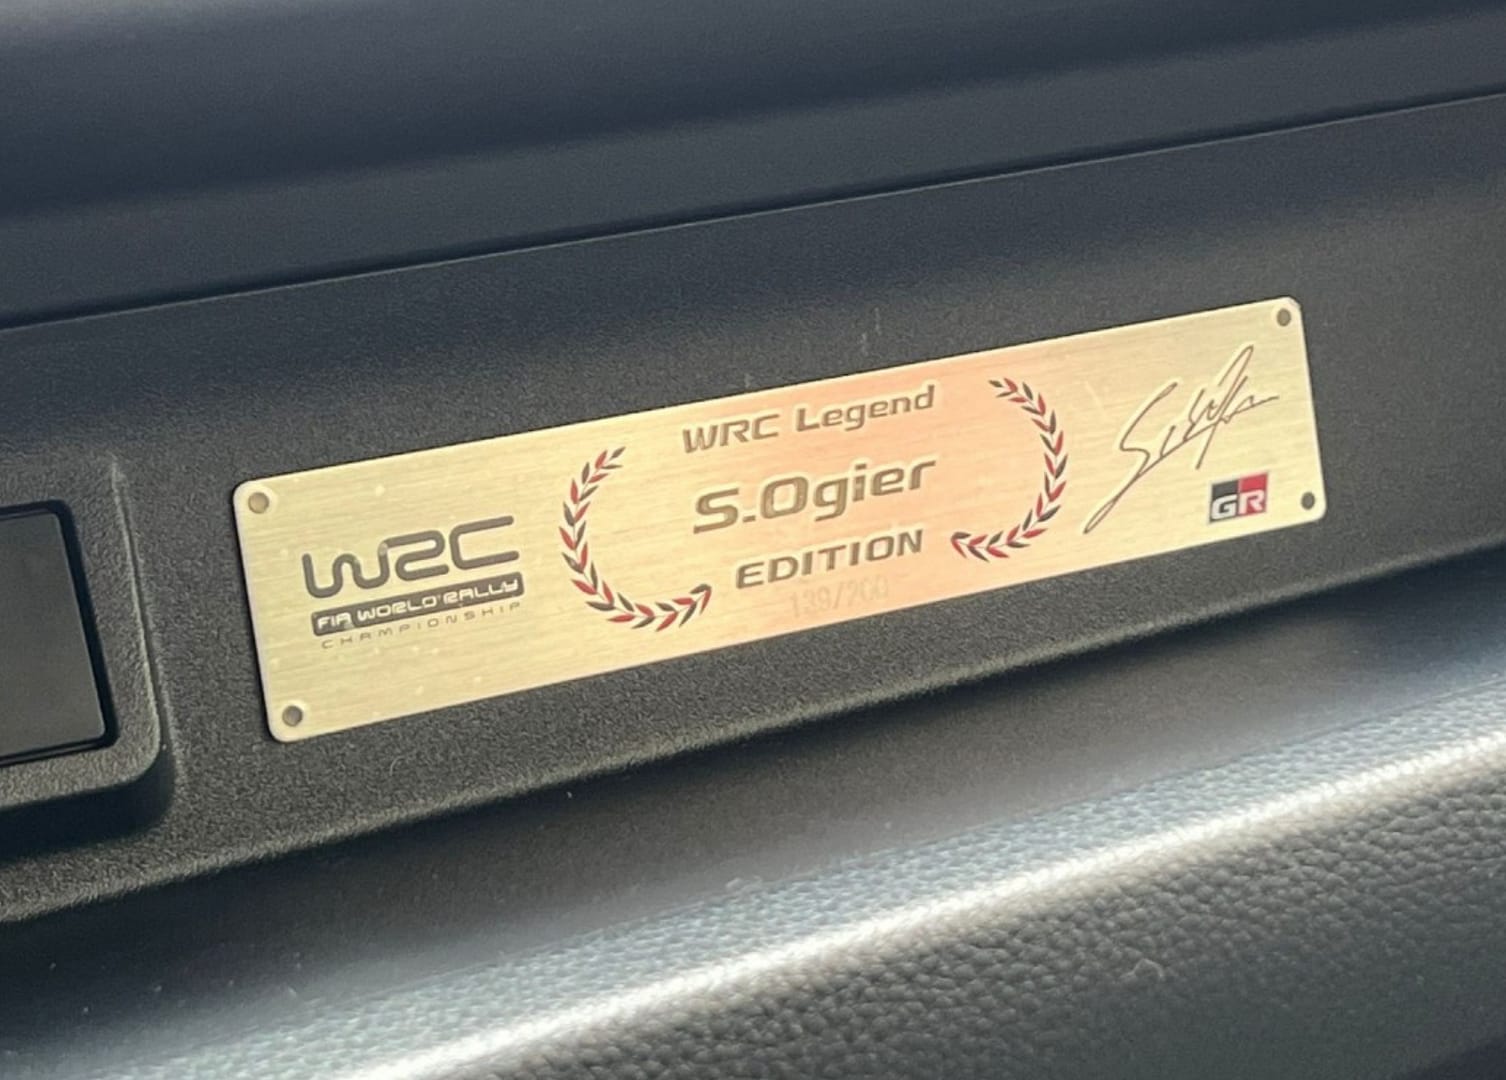 WRC
FIA WORLD RALLY
CHAMPIONSHIP
WRC Legend
S.Ogier
EDITION
139/200
GR